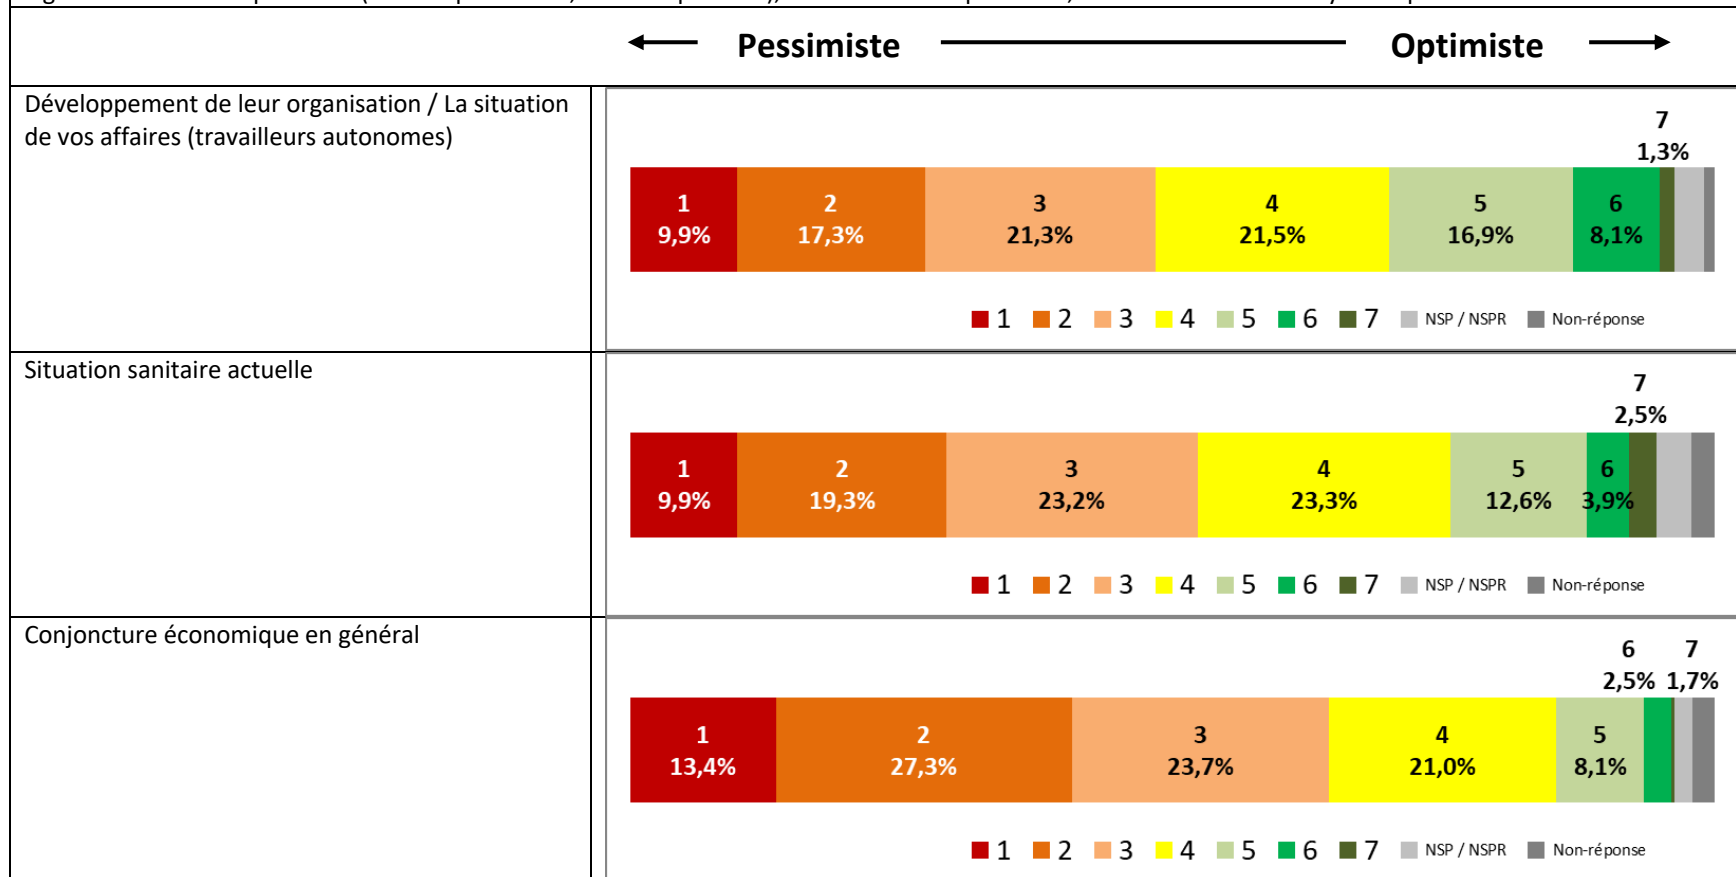 Pessimiste Optimiste
Développement de leur organisation / La situation
de vos affaires (travailleurs autonomes)
7
1,3%
1 2 3 4 5 6
9,9% 17,3% 21,3% 21,5% 16,9% 8,1%
1 2 3 4 5 6 7 NSP / NSPR Non-réponse
Situation sanitaire actuelle
7
2,5%
1 2 3 4 5 6
9,9% 19,3% 23,2% 23,3% 12,6% 3,9%
1 2 3 4 5 6 7 NSP / NSPR Non-réponse
Conjoncture économique en général
6 7
2,5% 1,7%
1 2 3 4 5
13,4% 27,3% 23,7% 21,0% 8,1%
1 2 3 4 5 6 7 NSP / NSPR Non-réponse